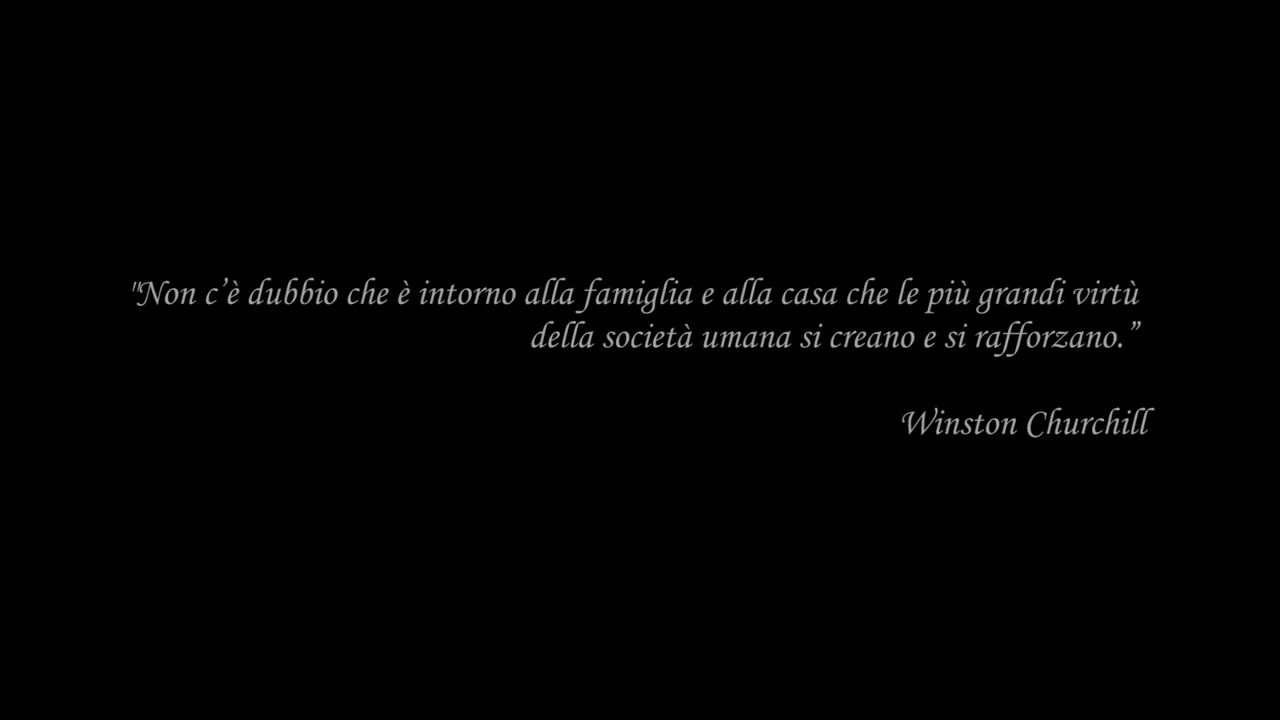 "Non c’è dubbio che è intorno alla famiglia e alla casa che le più grandi virtù
della società umana si creano e si rafforzano.”
Winston Churchill